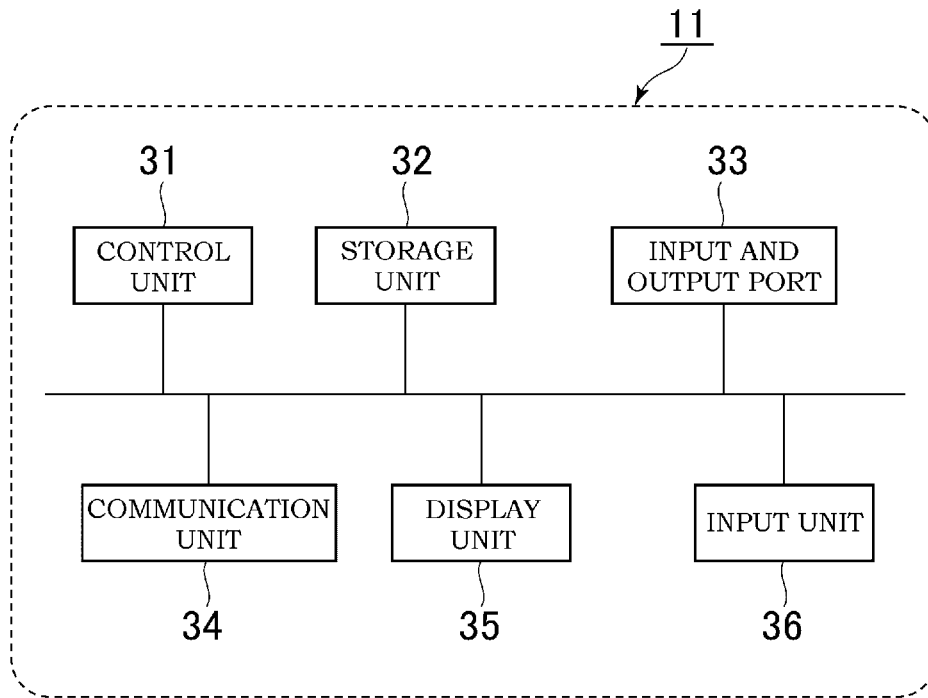 11
31
32
33
CONTROL
UNIT
STORAGE
UNIT
INPUT AND
OUTPUT PORT
COMMUNICATION
UNIT
DISPLAY
UNIT
INPUT UNIT
34
35
36